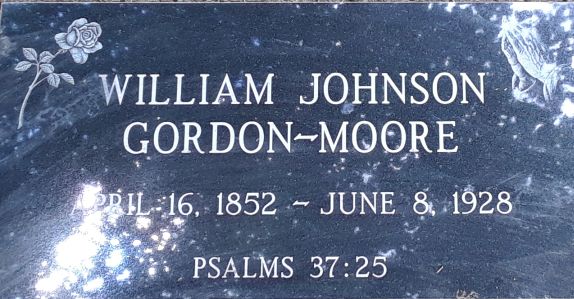 WILLIAM JOHNSON
GORDON-MOORE
APRIL 16, 1852 ~ JUNE 8, 1928
PSALMS 37:25